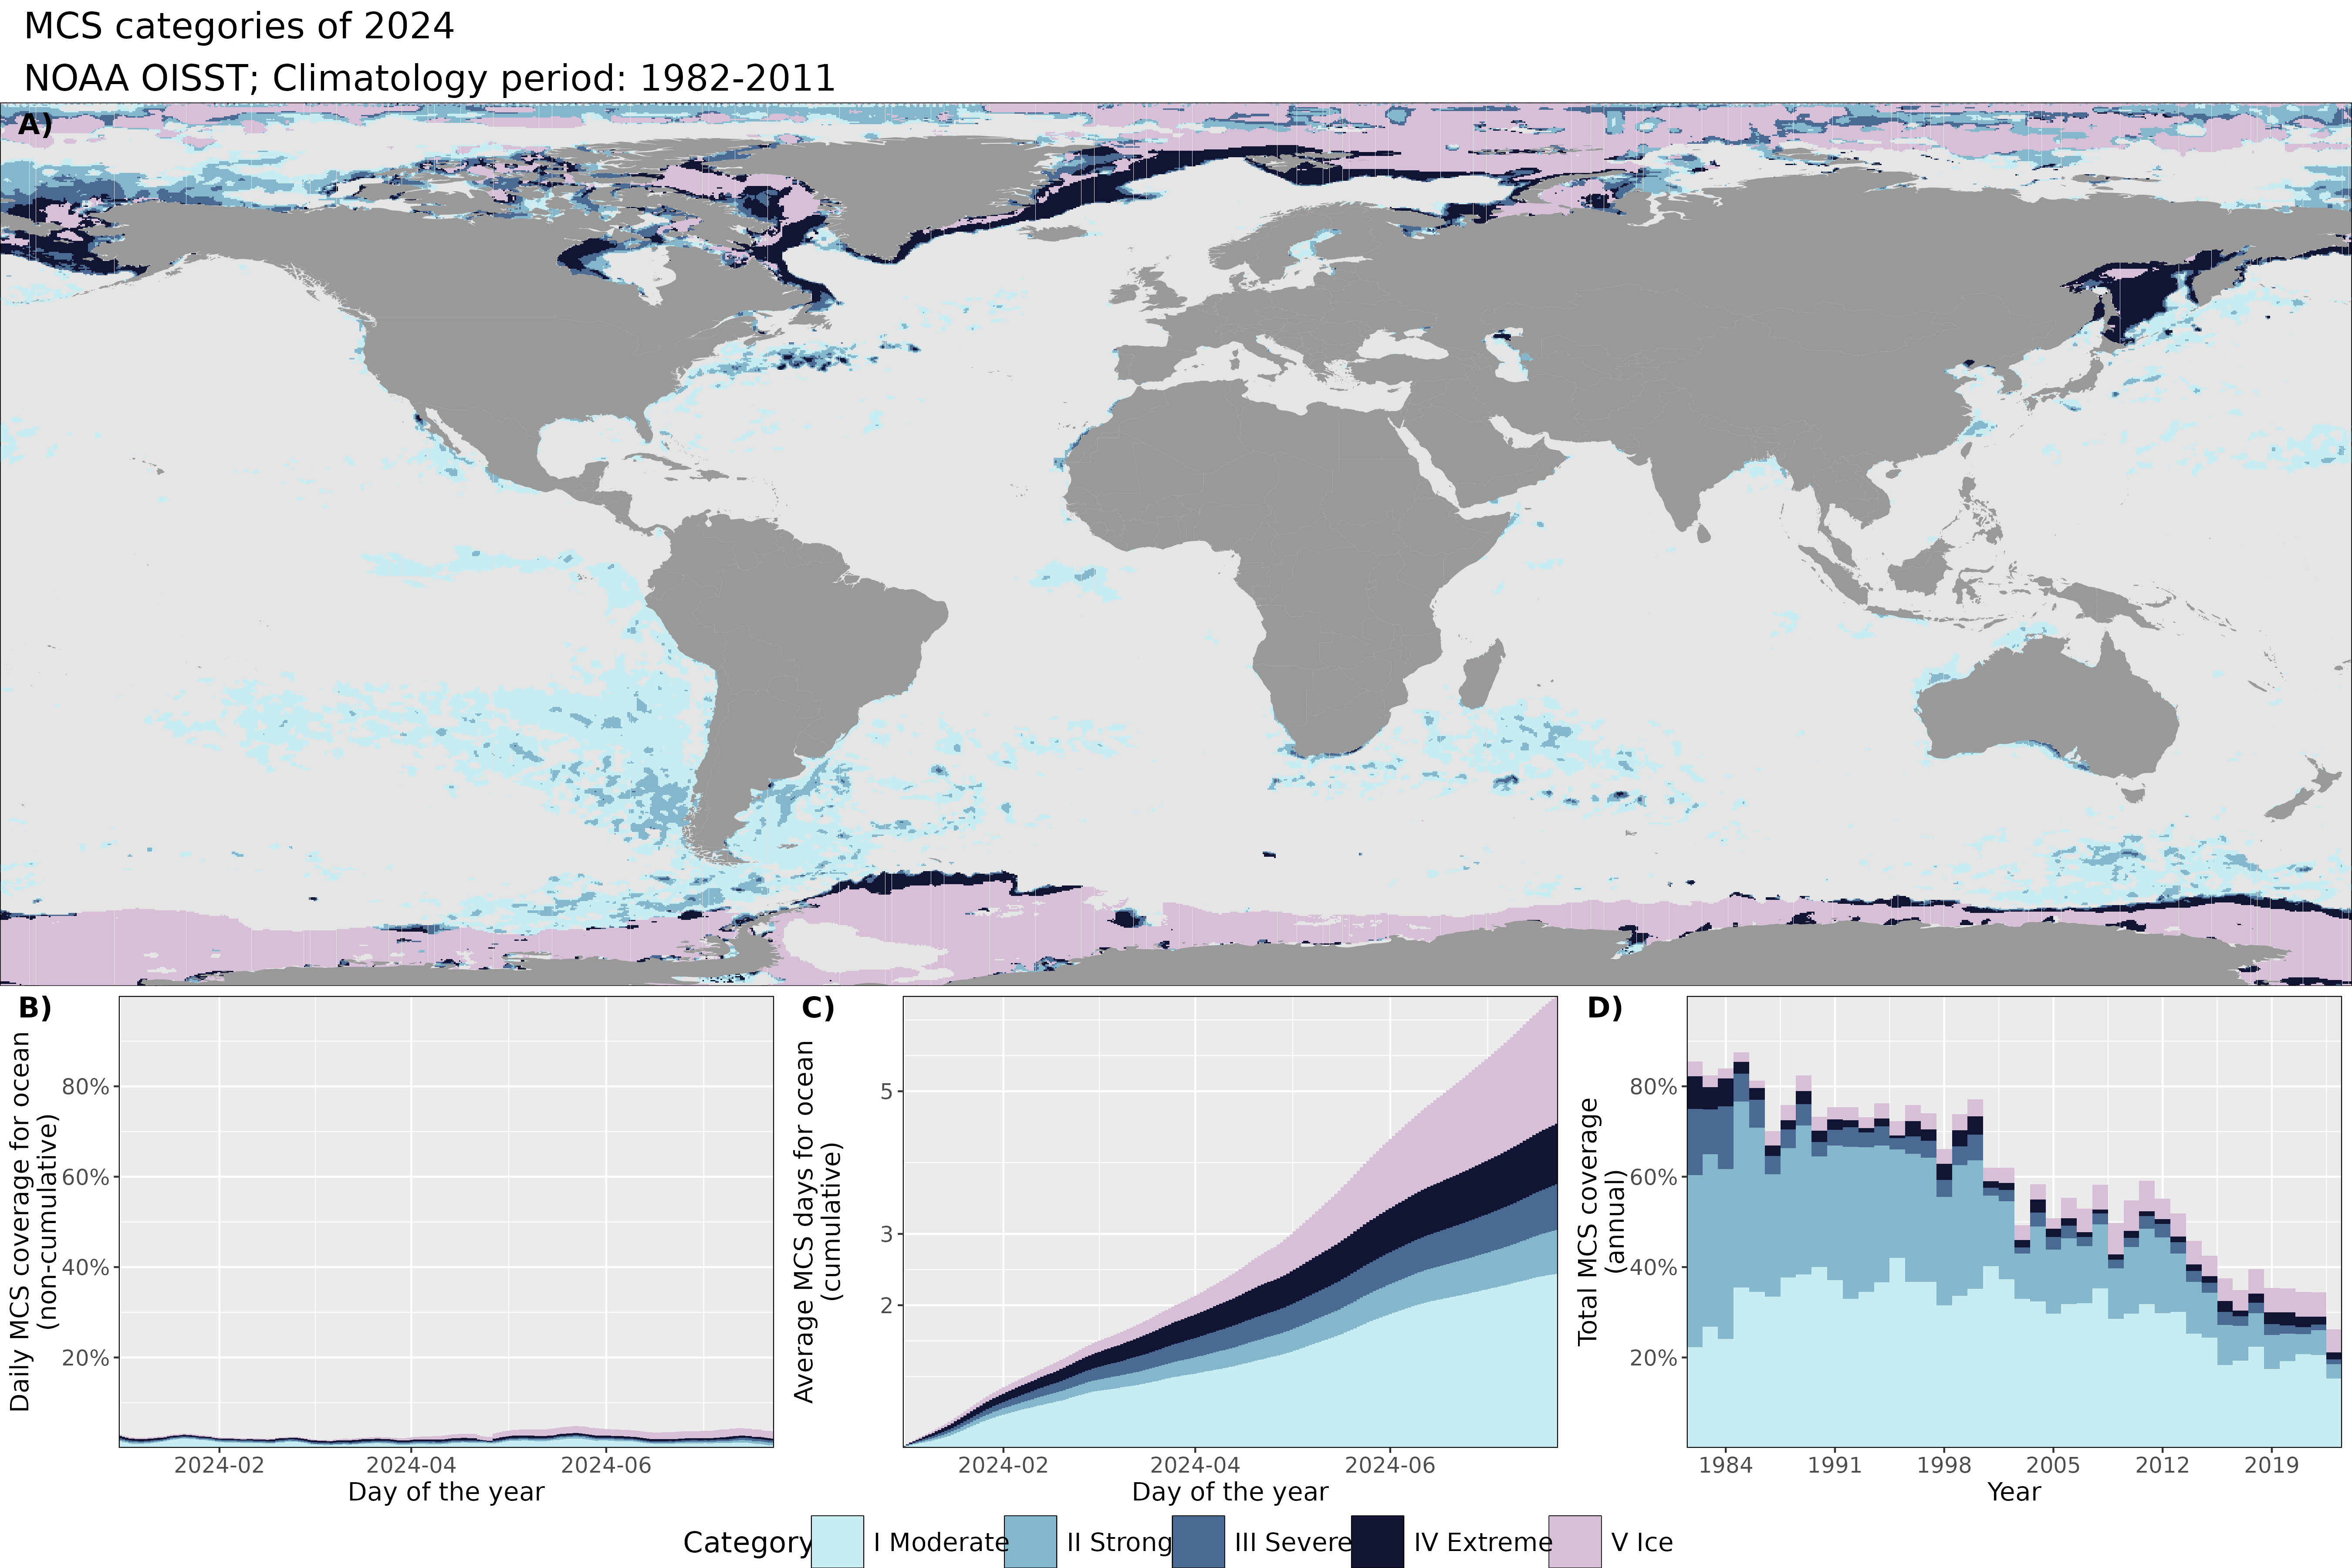 MCS categories of 2024
NOAA OISST; Climatology period: 1982-2011
A)
B)
Daily MCS coverage for ocean
(non-cumulative)
80%
60%
40%
20%
2024-02
2024-04
2024-06
Day of the year
C)
Average MCS days for ocean
(cumulative)
5
3
2
2024-02
2024-04
2024-06
Day of the year
D)
Total MCS coverage
(annual)
80%
60%
40%
20%
1984
1991
1998
2005
2012
2019
Year
Category
I Moderate
II Strong
III Severe
IV Extreme
V Ice